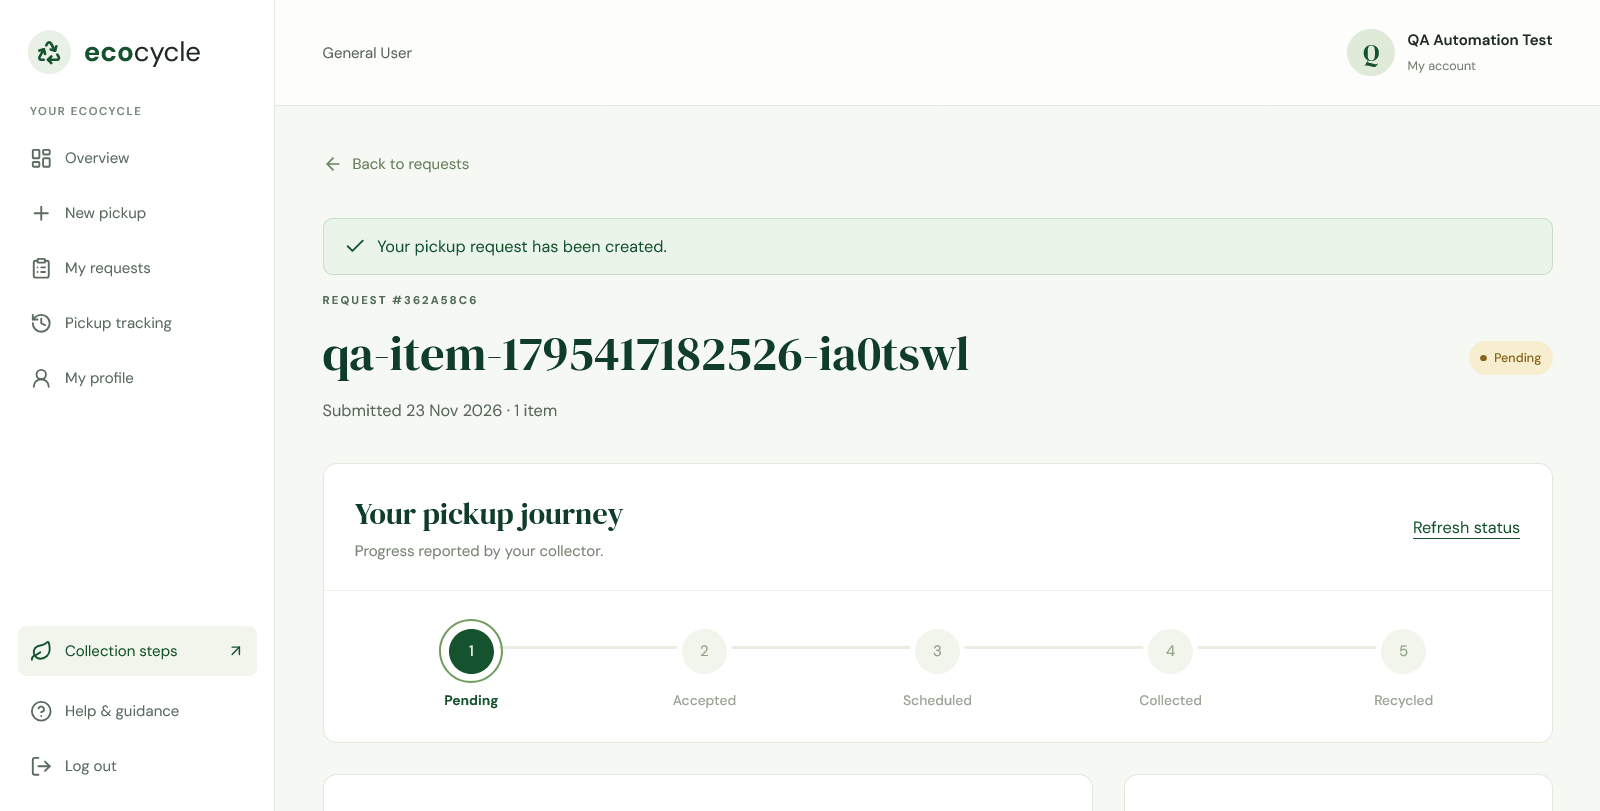 ecocycle
YOUR ECOCYCLE
Overview
New pickup
My requests
Pickup tracking
My profile
Collection steps
Help & guidance
Log out
General User
Q
QA Automation Test
My account
Back to requests
Your pickup request has been created.
REQUEST #362A58C6
qa-item-1795417182526-ia0tswl
Pending
Submitted 23 Nov 2026 · 1 item
Your pickup journey
Progress reported by your collector.
Refresh status
1
2
3
4
5
Pending
Accepted
Scheduled
Collected
Recycled